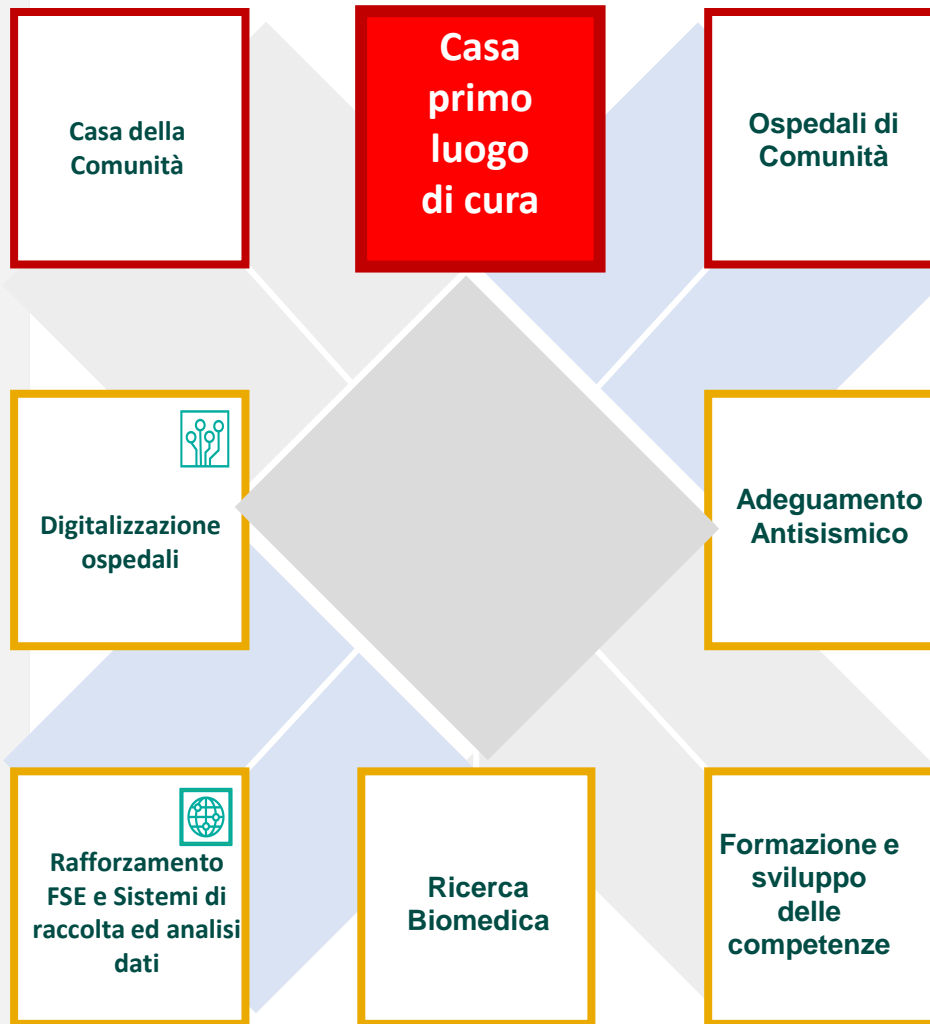 Casa della
Comunità
Casa
primo
luogo
di cura
Ospedali di
Comunità
Digitalizzazione
ospedali
Adeguamento
Antisismico
Rafforzamento
FSE e Sistemi di
raccolta ed analisi
dati
Ricerca
Biomedica
Formazione e
sviluppo
delle
competenze